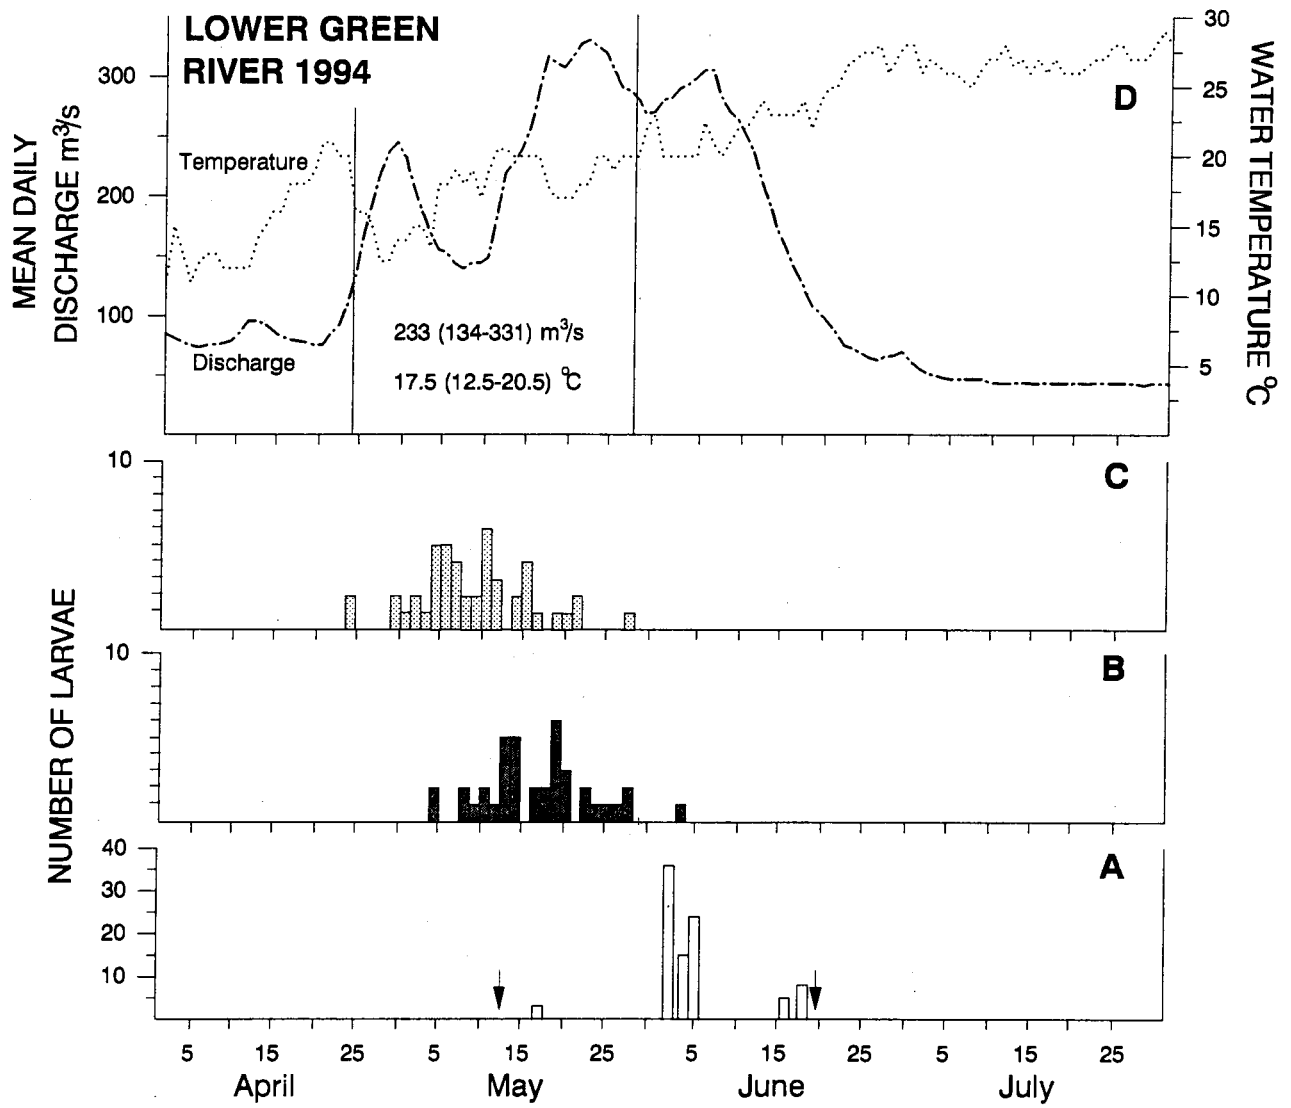 LOWER GREEN
RIVER 1994
MEAN DAILY
DISCHARGE m³/s
300
200
100
Temperature
Discharge
233 (134-331) m³/s
17.5 (12.5-20.5) °C
D
30
25
20
15
10
5
WATER TEMPERATURE °C
NUMBER OF LARVAE
10
C
10
B
40
30
20
10
A
5 15 25 5 15 25 5 15 25 5 15 25
April May June July